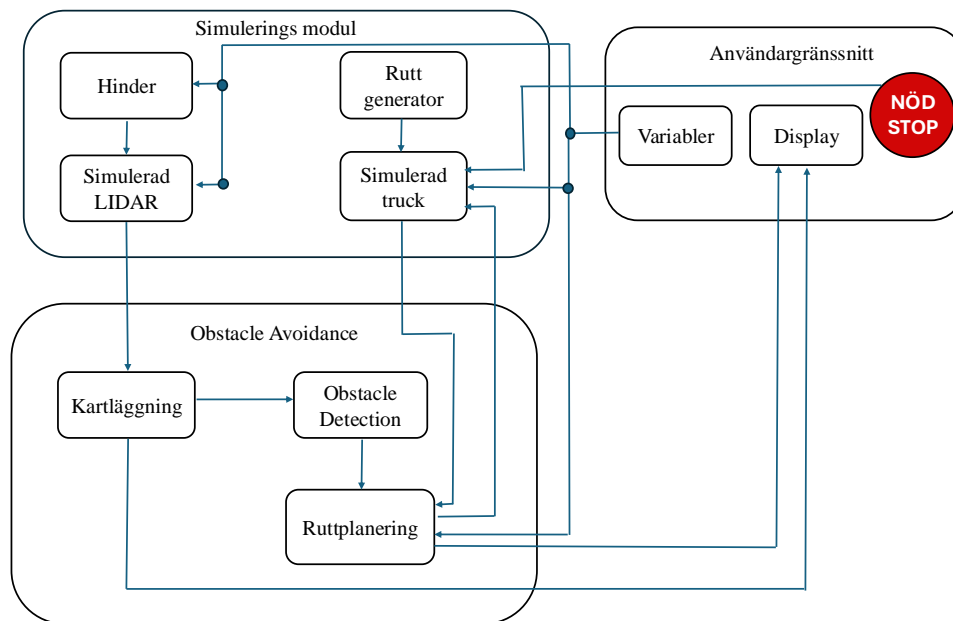 Simulerings modul
Hinder
Rutt
generator
Simulerad
LIDAR
Simulerad
truck
Användargränssnitt
NÖD
STOP
Variabler
Display
Obstacle Avoidance
Kartläggning
Obstacle
Detection
Ruttplanering